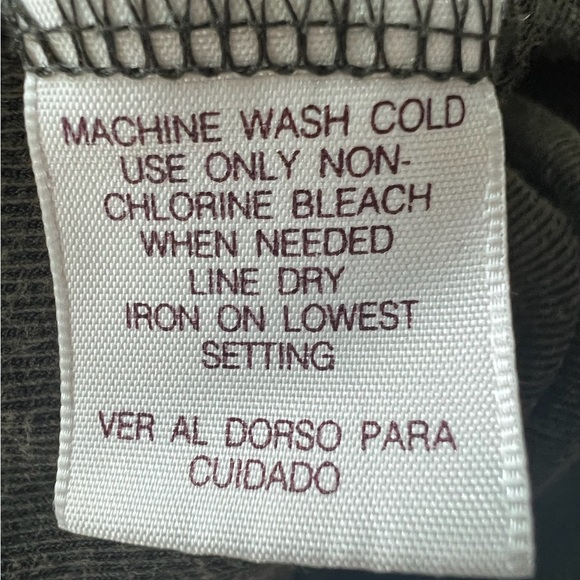 MACHINE WASH COLD
USE ONLY NON-
CHLORINE BLEACH
WHEN NEEDED
LINE DRY
IRON ON LOWEST
SETTING
VER AL DORSO PARA
CUIDADO